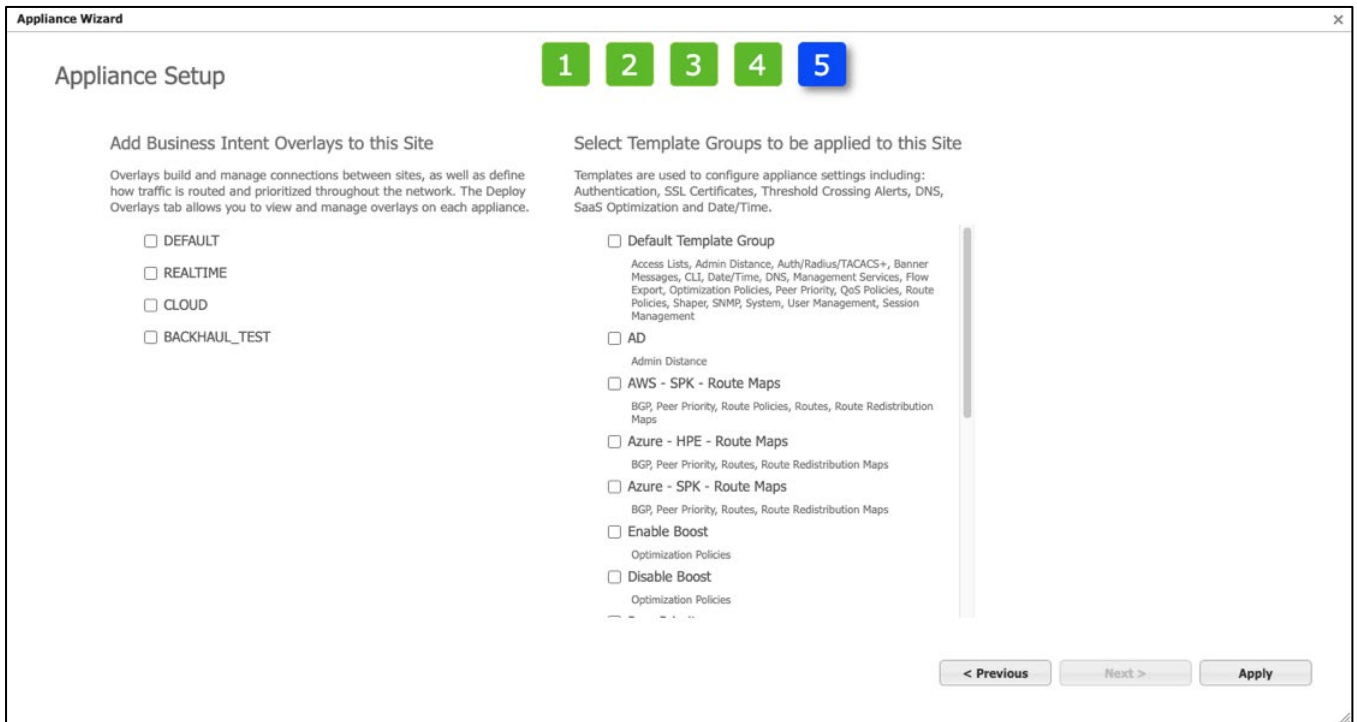 Appliance Wizard
×
1 2 3 4 5
Appliance Setup
Add Business Intent Overlays to this Site
Overlays build and manage connections between sites, as well as define
how traffic is routed and prioritized throughout the network. The Deploy
Overlays tab allows you to view and manage overlays on each appliance.
DEFAULT
REALTIME
CLOUD
BACKHAUL_TEST
Select Template Groups to be applied to this Site
Templates are used to configure appliance settings including:
Authentication, SSL Certificates, Threshold Crossing Alerts, DNS,
SaaS Optimization and Date/Time.
Default Template Group
Access Lists, Admin Distance, Auth/Radius/TACACS+, Banner
Messages, CLI, Date/Time, DNS, Management Services, Flow
Export, Optimization Policies, Peer Priority, QoS Policies, Route
Policies, Shaper, SNMP, System, User Management, Session
Management
AD
Admin Distance
AWS - SPK - Route Maps
BGP, Peer Priority, Route Policies, Routes, Route Redistribution
Maps
Azure - HPE - Route Maps
BGP, Peer Priority, Routes, Route Redistribution Maps
Azure - SPK - Route Maps
BGP, Peer Priority, Routes, Route Redistribution Maps
Enable Boost
Optimization Policies
Disable Boost
Optimization Policies
< Previous
Next >
Apply